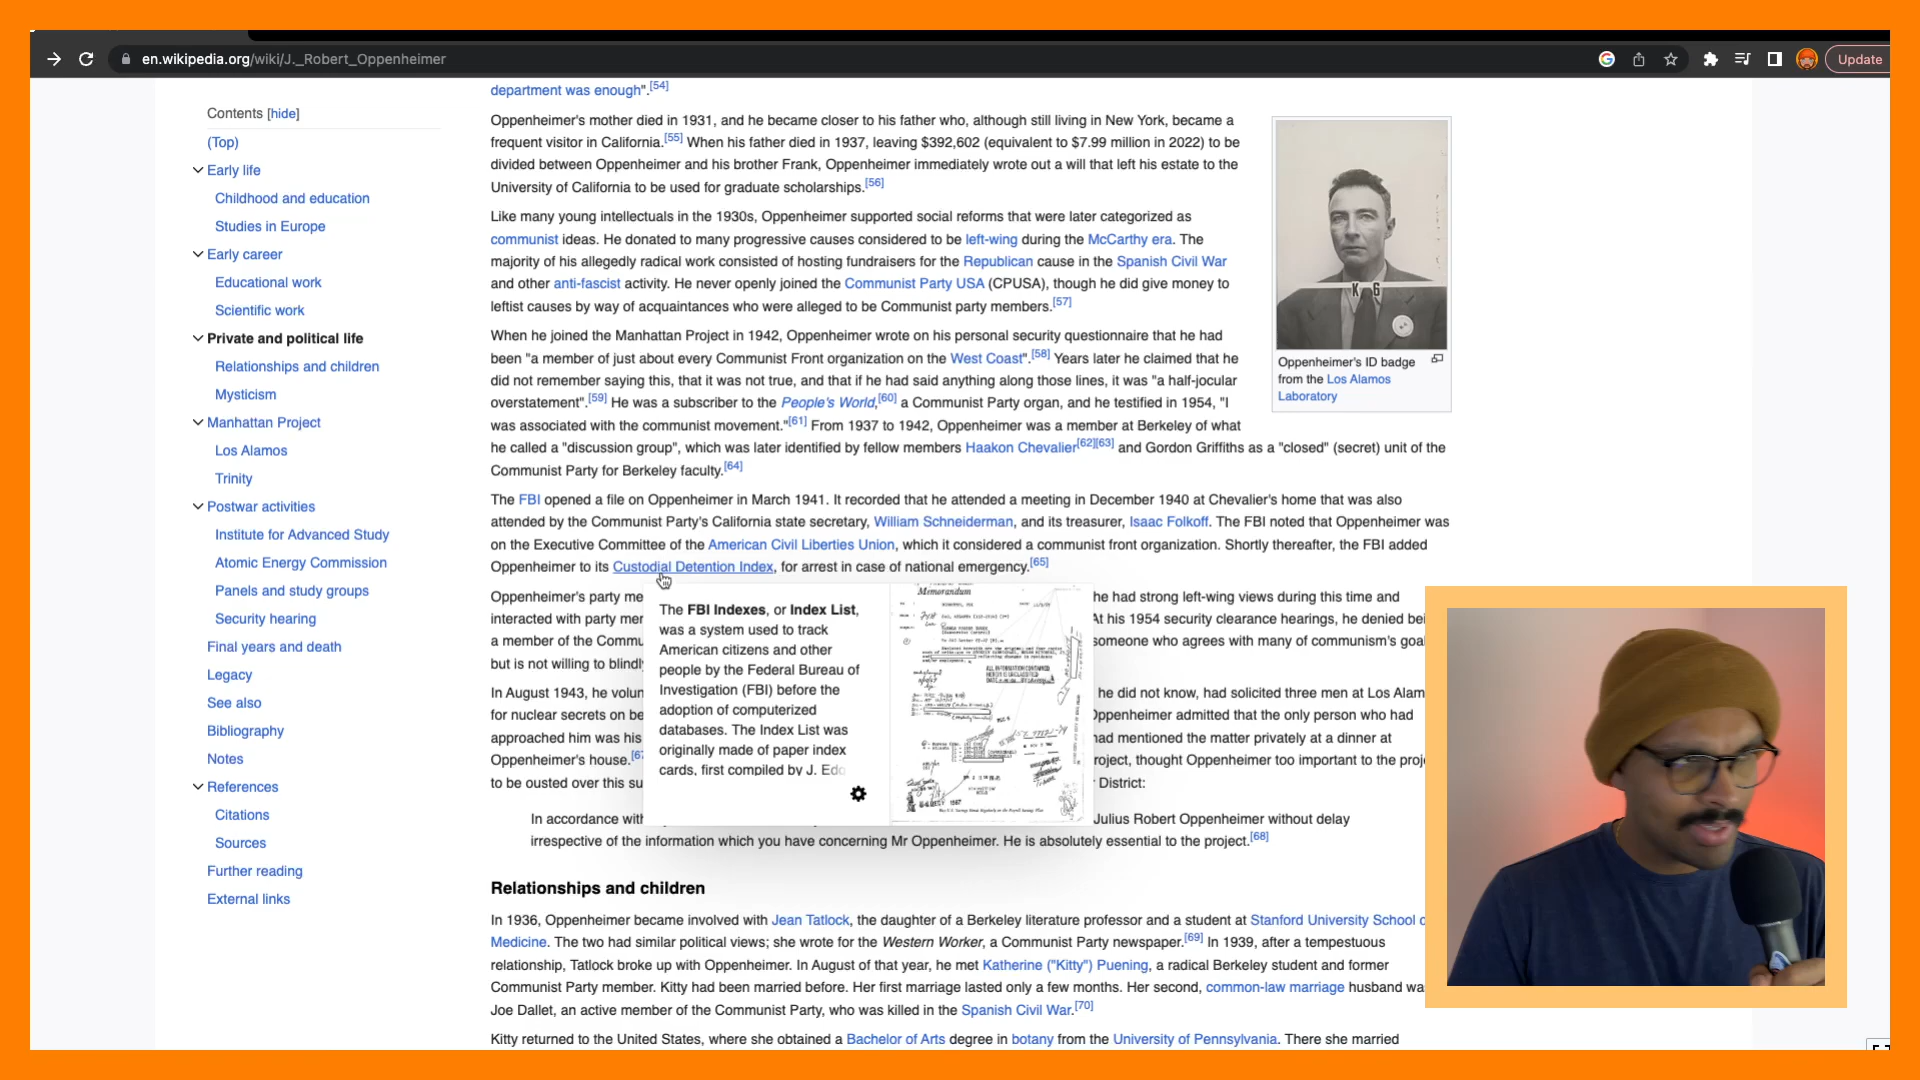 en.wikipedia.org/wiki/J._Robert_Oppenheimer
Update
Contents [hide]
(Top)
Early life
Childhood and education
Studies in Europe
Early career
Educational work
Scientific work
Private and political life
Relationships and children
Mysticism
Manhattan Project
Los Alamos
Trinity
Postwar activities
Institute for Advanced Study
Atomic Energy Commission
Panels and study groups
Security hearing
Final years and death
Legacy
See also
Bibliography
Notes
References
Citations
Sources
Further reading
External links
department was enough".[54]
Oppenheimer's mother died in 1931, and he became closer to his father who, although still living in New York, became a
frequent visitor in California.[55] When his father died in 1937, leaving $392,602 (equivalent to $7.99 million in 2022) to be
divided between Oppenheimer and his brother Frank, Oppenheimer immediately wrote out a will that left his estate to the
University of California to be used for graduate scholarships.[56]
Like many young intellectuals in the 1930s, Oppenheimer supported social reforms that were later categorized as
communist ideas. He donated to many progressive causes considered to be left-wing during the McCarthy era. The
majority of his allegedly radical work consisted of hosting fundraisers for the Republican cause in the Spanish Civil War
and other anti-fascist activity. He never openly joined the Communist Party USA (CPUSA), though he did give money to
leftist causes by way of acquaintances who were alleged to be Communist party members.[57]
When he joined the Manhattan Project in 1942, Oppenheimer wrote on his personal security questionnaire that he had
been "a member of just about every Communist Front organization on the West Coast".[58] Years later he claimed that he
did not remember saying this, that it was not true, and that if he had said anything along those lines, it was "a half-jocular
overstatement".[59] He was a subscriber to the People's World,[60] a Communist Party organ, and he testified in 1954, "I
was associated with the communist movement."[61] From 1937 to 1942, Oppenheimer was a member at Berkeley of what
he called a "discussion group", which was later identified by fellow members Haakon Chevalier[62][63] and Gordon Griffiths as a "closed" (secret) unit of the
Communist Party for Berkeley faculty.[64]
K 6
Oppenheimer's ID badge
from the Los Alamos
Laboratory
The FBI opened a file on Oppenheimer in March 1941. It recorded that he attended a meeting in December 1940 at Chevalier's home that was also
attended by the Communist Party's California state secretary, William Schneiderman, and its treasurer, Isaac Folkoff. The FBI noted that Oppenheimer was
on the Executive Committee of the American Civil Liberties Union, which it considered a communist front organization. Shortly thereafter, the FBI added
Oppenheimer to its Custodial Detention Index, for arrest in case of national emergency.[65]
Oppenheimer's party me he had strong left-wing views during this time and
interacted with party mer At his 1954 security clearance hearings, he denied bei
a member of the Commu someone who agrees with many of communism's goa
but is not willing to blindl
In August 1943, he volun he did not know, had solicited three men at Los Alam
for nuclear secrets on be Oppenheimer admitted that the only person who had
approached him was his had mentioned the matter privately at a dinner at
Oppenheimer's house.[67 roject, thought Oppenheimer too important to the proje
to be ousted over this su District:
The FBI Indexes, or Index List,
was a system used to track
American citizens and other
people by the Federal Bureau of
Investigation (FBI) before the
adoption of computerized
databases. The Index List was
originally made of paper index
cards, first compiled by J. Edo
Memorandum
In accordance with Julius Robert Oppenheimer without delay
irrespective of the information which you have concerning Mr Oppenheimer. He is absolutely essential to the project.[68]
Relationships and children
In 1936, Oppenheimer became involved with Jean Tatlock, the daughter of a Berkeley literature professor and a student at Stanford University School o
Medicine. The two had similar political views; she wrote for the Western Worker, a Communist Party newspaper.[69] In 1939, after a tempestuous
relationship, Tatlock broke up with Oppenheimer. In August of that year, he met Katherine ("Kitty") Puening, a radical Berkeley student and former
Communist Party member. Kitty had been married before. Her first marriage lasted only a few months. Her second, common-law marriage husband wa
Joe Dallet, an active member of the Communist Party, who was killed in the Spanish Civil War.[70]
Kitty returned to the United States, where she obtained a Bachelor of Arts degree in botany from the University of Pennsylvania. There she married